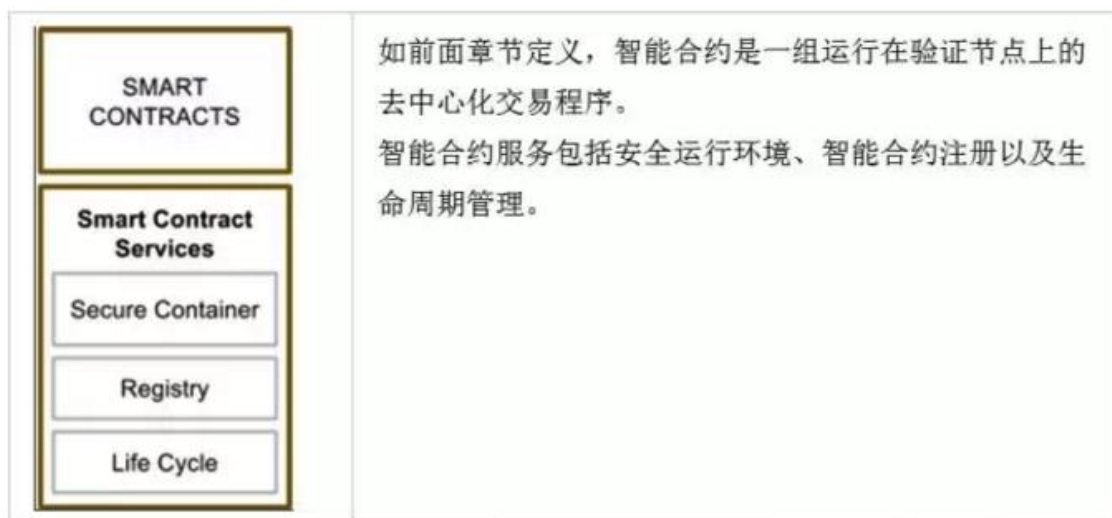 SMART
CONTRACTS
Smart Contract
Services
Secure Container
Registry
Life Cycle
如前面章节定义，智能合约是一组运行在验证节点上的
去中心化交易程序。
智能合约服务包括安全运行环境、智能合约注册以及生
命周期管理。